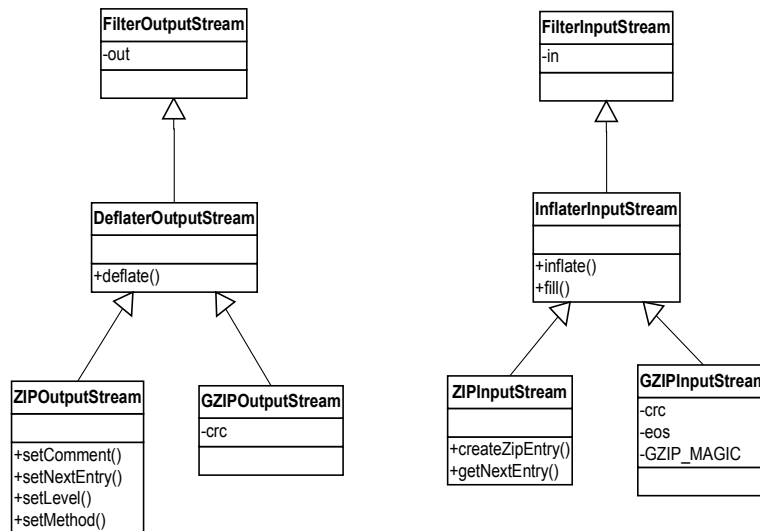 FilterOutputStream
-out
FilterInputStream
-in
DeflaterOutputStream
+deflate()
InflaterInputStream
+inflate()
+fill()
ZIPOutputStream
+setComment()
+setNextEntry()
+setLevel()
+setMethod()
GZIPOutputStream
-crc
ZIPInputStream
+createZipEntry()
+getNextEntry()
GZIPInputStream
-crc
-eos
-GZIP_MAGIC